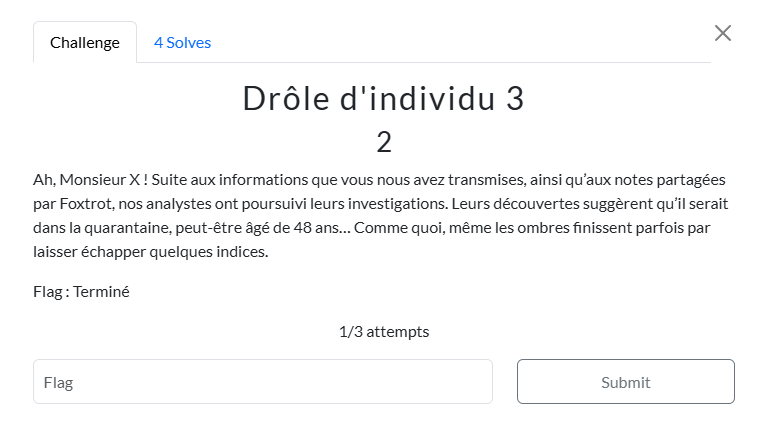 Challenge
4 Solves
Drôle d'individu 3
2
Ah, Monsieur X ! Suite aux informations que vous nous avez transmises, ainsi qu’aux notes partagées
par Foxtrot, nos analystes ont poursuivi leurs investigations. Leurs découvertes suggèrent qu’il serait
dans la quarantaine, peut-être âgé de 48 ans… Comme quoi, même les ombres finissent parfois par
laisser échapper quelques indices.
Flag : Terminé
1/3 attempts
Flag
Submit